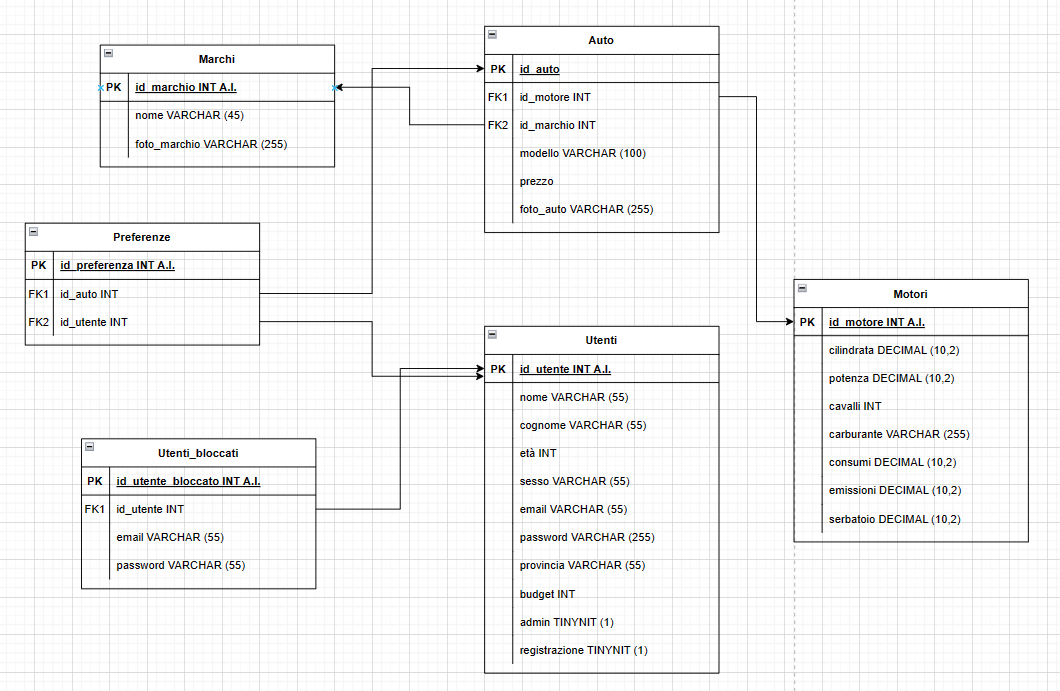 Marchi
PK id_marchio INT A.I.
nome VARCHAR (45)
foto_marchio VARCHAR (255)
Auto
PK id_auto
FK1 id_motore INT
FK2 id_marchio INT
modello VARCHAR (100)
prezzo
foto_auto VARCHAR (255)
Preferenze
PK id_preferenza INT A.I.
FK1 id_auto INT
FK2 id_utente INT
Motori
PK id_motore INT A.I.
cilindrata DECIMAL (10,2)
potenza DECIMAL (10,2)
cavalli INT
carburante VARCHAR (255)
consumi DECIMAL (10,2)
emissioni DECIMAL (10,2)
serbatoio DECIMAL (10,2)
Utenti
PK id_utente INT A.I.
nome VARCHAR (55)
cognome VARCHAR (55)
età INT
sesso VARCHAR (55)
email VARCHAR (55)
password VARCHAR (255)
provincia VARCHAR (55)
budget INT
admin TINYNIT (1)
registrazione TINYNIT (1)
Utenti_bloccati
PK id_utente_bloccato INT A.I.
FK1 id_utente INT
email VARCHAR (55)
password VARCHAR (55)